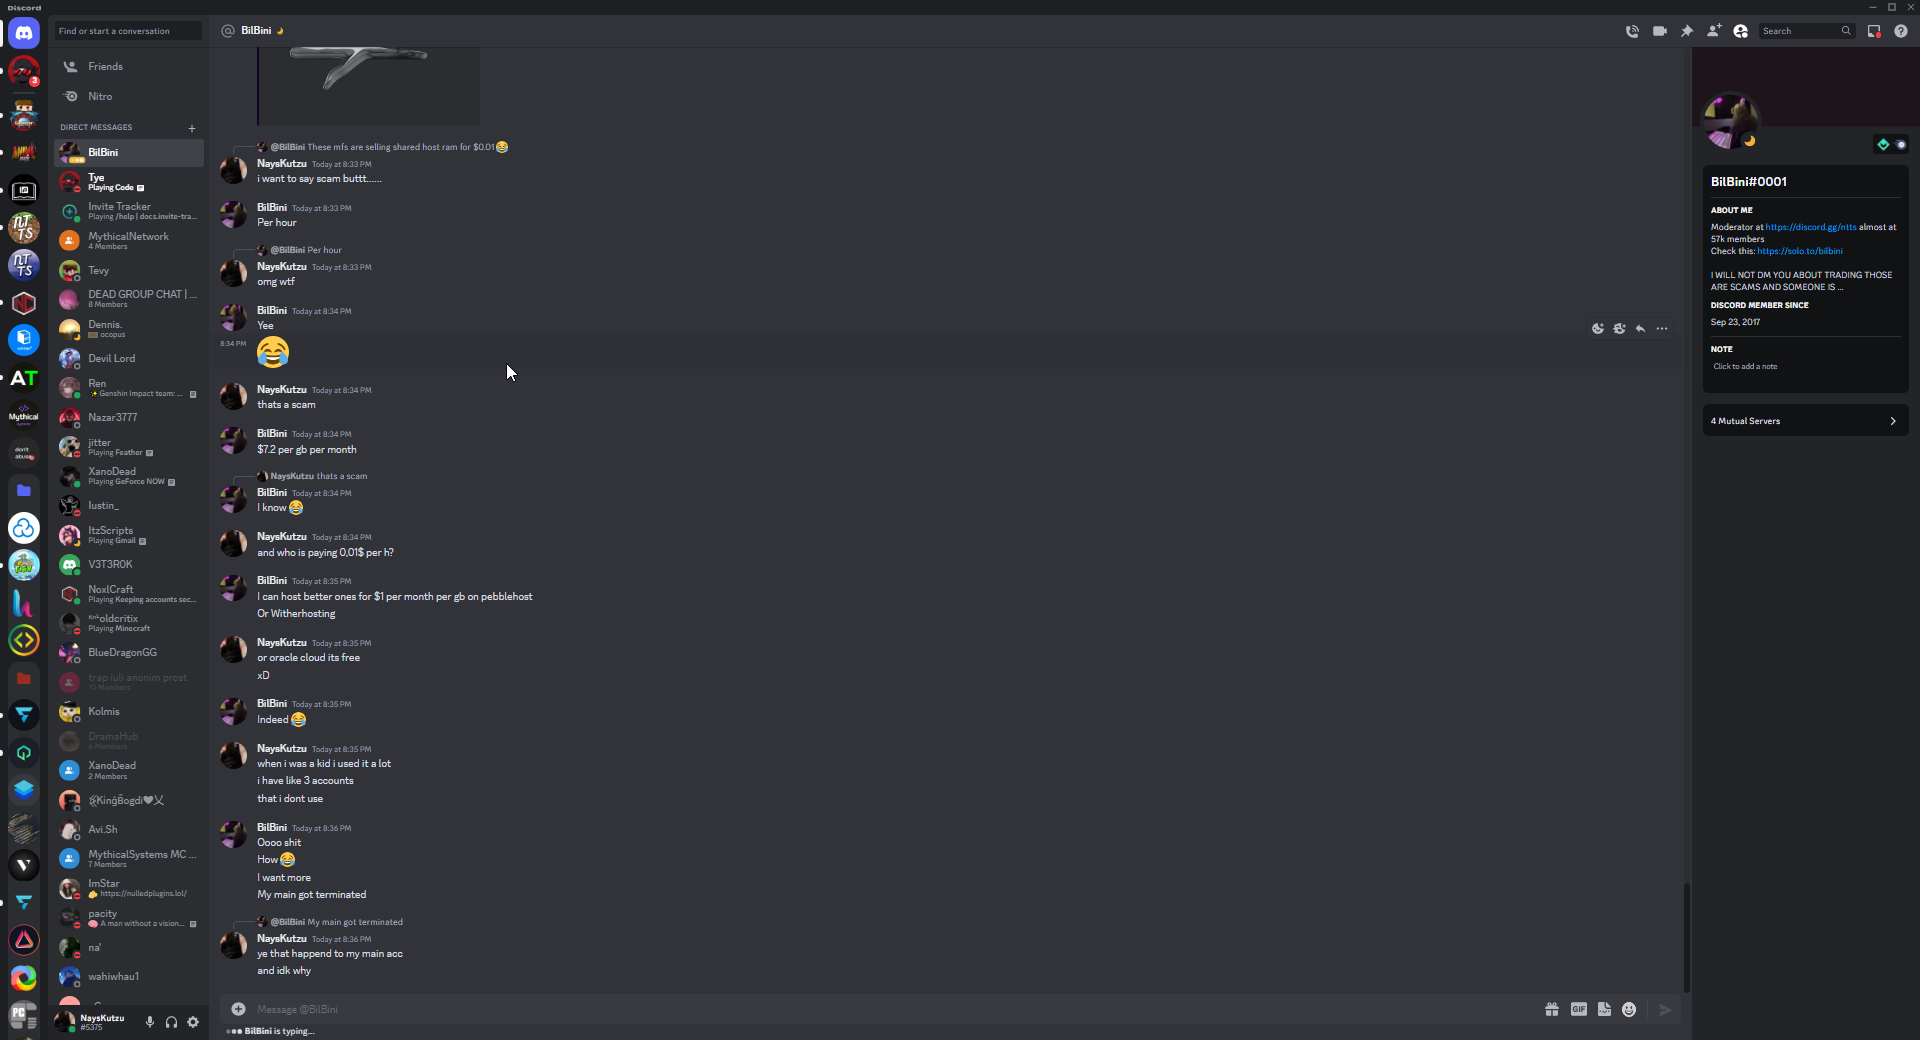 Discord
Find or start a conversation
Friends
Nitro
DIRECT MESSAGES
BilBini
Tye
Playing Code
Invite Tracker
Playing /help | docs.invite-tra...
MythicalNetwork
4 Members
Tevy
DEAD GROUP CHAT | ...
8 Members
Dennis.
ocopus
Devil Lord
Ren
Genshin Impact team: ...
Nazar3777
jitter
Playing Feather
XanoDead
Playing GeForce NOW
Iustin_
ItzScripts
Playing Gmail
V3T3R0K
NoxlCraft
Playing Keeping accounts sec...
oldcritix
Playing Minecraft
BlueDragonGG
trap iuli anonim prost
10 Members
Kolmis
DramaHub
6 Members
XanoDead
2 Members
Avi.Sh
MythicalSystems MC ...
7 Members
ImStar
https://nulledplugins.lol/
pacity
A man without a vision...
na'
wahiwhau1
NaysKutzu
#5375
3
NT
TS
NT
TS
AT
Mythical
don't
abuse
PC
@ BilBini
Search
@BilBini These mfs are selling shared host ram for $0.01😂
NaysKutzu Today at 8:33 PM
i want to say scam buttt......
BilBini Today at 8:33 PM
Per hour
@BilBini Per hour
NaysKutzu Today at 8:33 PM
omg wtf
BilBini Today at 8:34 PM
Yee
8:34 PM 😂
NaysKutzu Today at 8:34 PM
thats a scam
BilBini Today at 8:34 PM
$7.2 per gb per month
NaysKutzu thats a scam
BilBini Today at 8:34 PM
I know 😂
NaysKutzu Today at 8:34 PM
and who is paying 0,01$ per h?
BilBini Today at 8:35 PM
I can host better ones for $1 per month per gb on pebblehost
Or Witherhosting
NaysKutzu Today at 8:35 PM
or oracle cloud its free
xD
BilBini Today at 8:35 PM
Indeed 😂
NaysKutzu Today at 8:35 PM
when i was a kid i used it a lot
i have like 3 accounts
that i dont use
BilBini Today at 8:36 PM
Oooo shit
How 😂
I want more
My main got terminated
@BilBini My main got terminated
NaysKutzu Today at 8:36 PM
ye that happend to my main acc
and idk why
Message @BilBini
GIF
BilBini is typing...
BilBini#0001
ABOUT ME
Moderator at https://discord.gg/ntts almost at
57k members
Check this: https://solo.to/bilbini
I WILL NOT DM YOU ABOUT TRADING THOSE
ARE SCAMS AND SOMEONE IS ...
DISCORD MEMBER SINCE
Sep 23, 2017
NOTE
Click to add a note
4 Mutual Servers